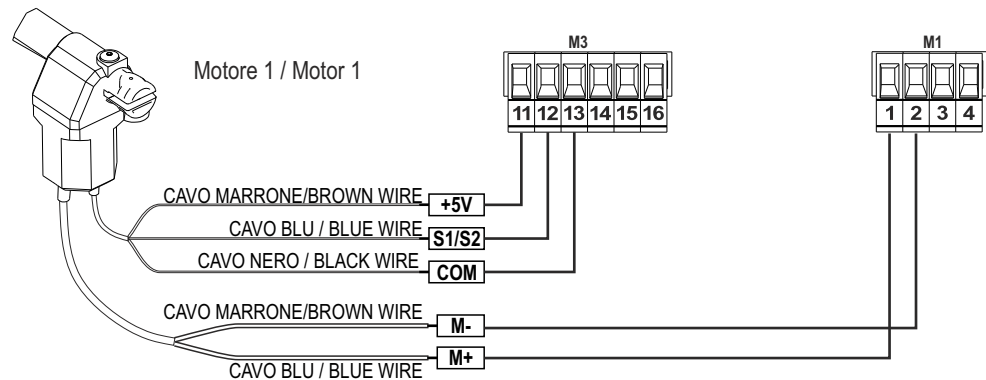 M3
M1
Motore 1 / Motor 1
11 12 13 14 15 16
1 2 3 4
CAVO MARRONE/BROWN WIRE +5V
CAVO BLU / BLUE WIRE S1/S2
CAVO NERO / BLACK WIRE COM
CAVO MARRONE/BROWN WIRE M-
M+
CAVO BLU / BLUE WIRE